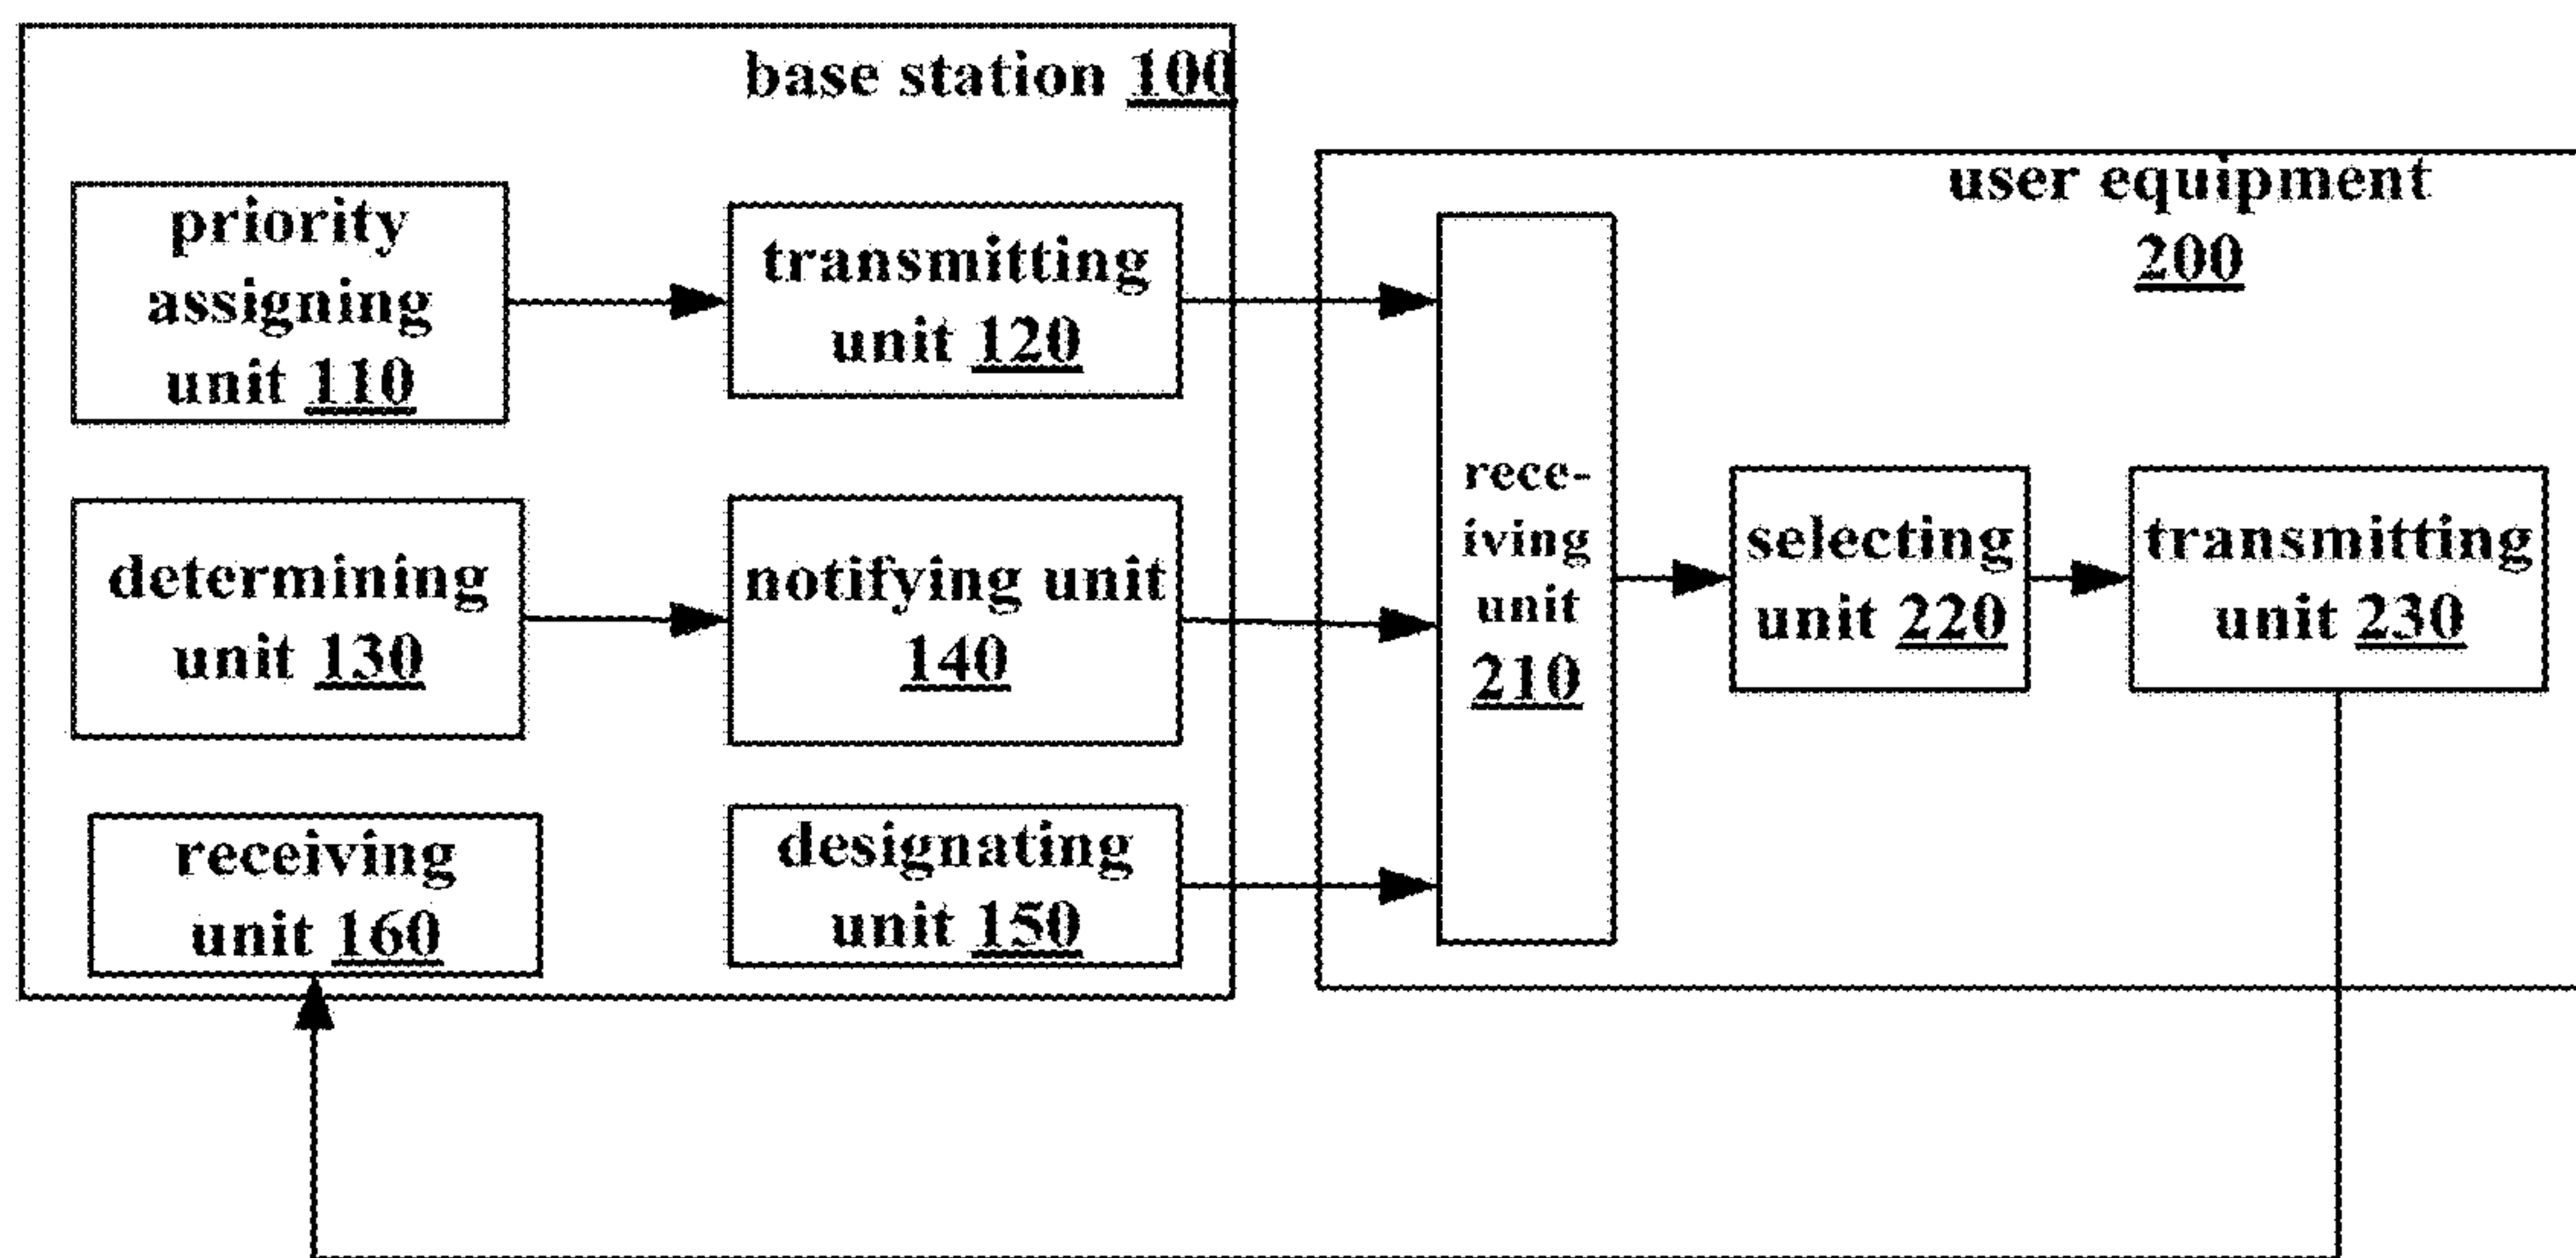 base station 100
priority
assigning
unit 110
transmitting
unit 120
determining
unit 130
notifying unit
140
receiving
unit 160
designating
unit 150
user equipment
200
rece-
iving
unit
210
selecting
unit 220
transmitting
unit 230